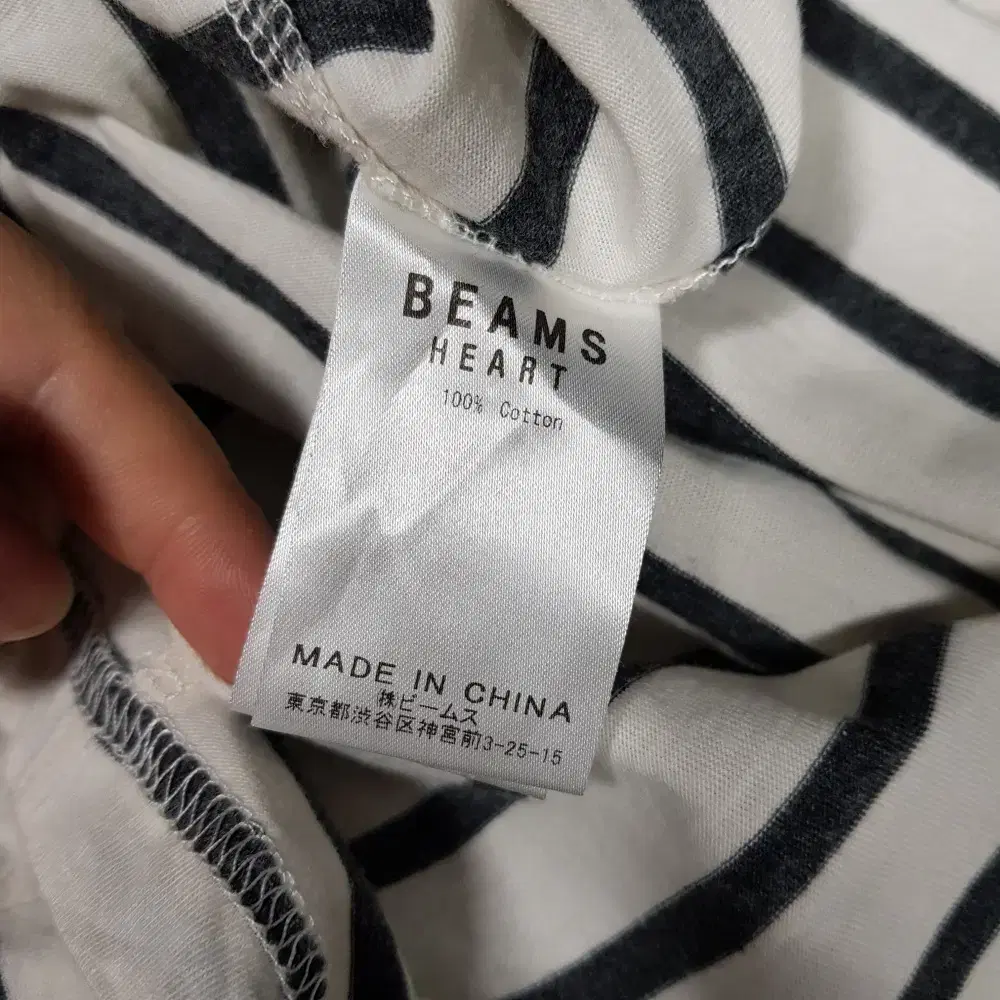 BEAMS
HEART
100% Cotton
MADE IN CHINA
㈱ビームス
東京都渋谷区神宮前3-25-15